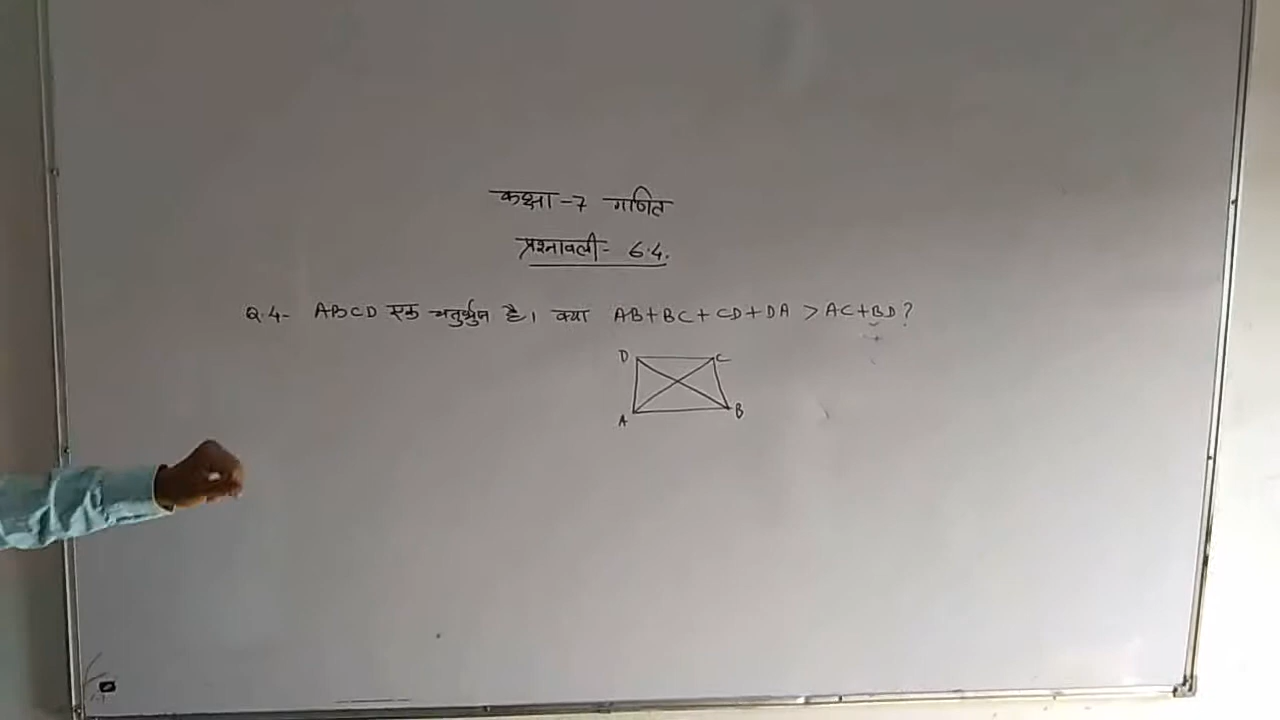 कक्षा-7 गणित
प्रश्नावली- 6.4.
Q.4- ABCD एक चतुर्भुज है। क्या AB+BC+CD+DA >AC+BD?
D C
A B